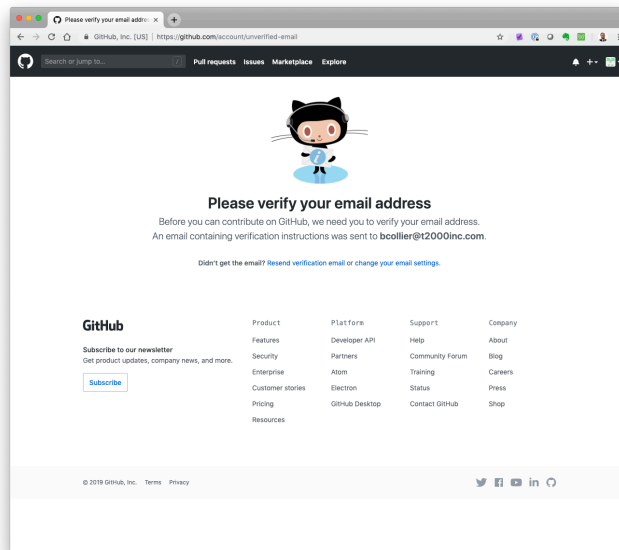 Please verify your email addres
GitHub, Inc. [US] | https://github.com/account/unverified-email
Search or jump to... / Pull requests Issues Marketplace Explore
Please verify your email address
Before you can contribute on GitHub, we need you to verify your email address.
An email containing verification instructions was sent to bcollier@t2000inc.com.
Didn't get the email? Resend verification email or change your email settings.
GitHub
Subscribe to our newsletter
Get product updates, company news, and more.
Subscribe
Product
Features
Security
Enterprise
Customer stories
Pricing
Resources
Platform
Developer API
Partners
Atom
Electron
GitHub Desktop
Support
Help
Community Forum
Training
Status
Contact GitHub
Company
About
Blog
Careers
Press
Shop
© 2019 GitHub, Inc. Terms Privacy